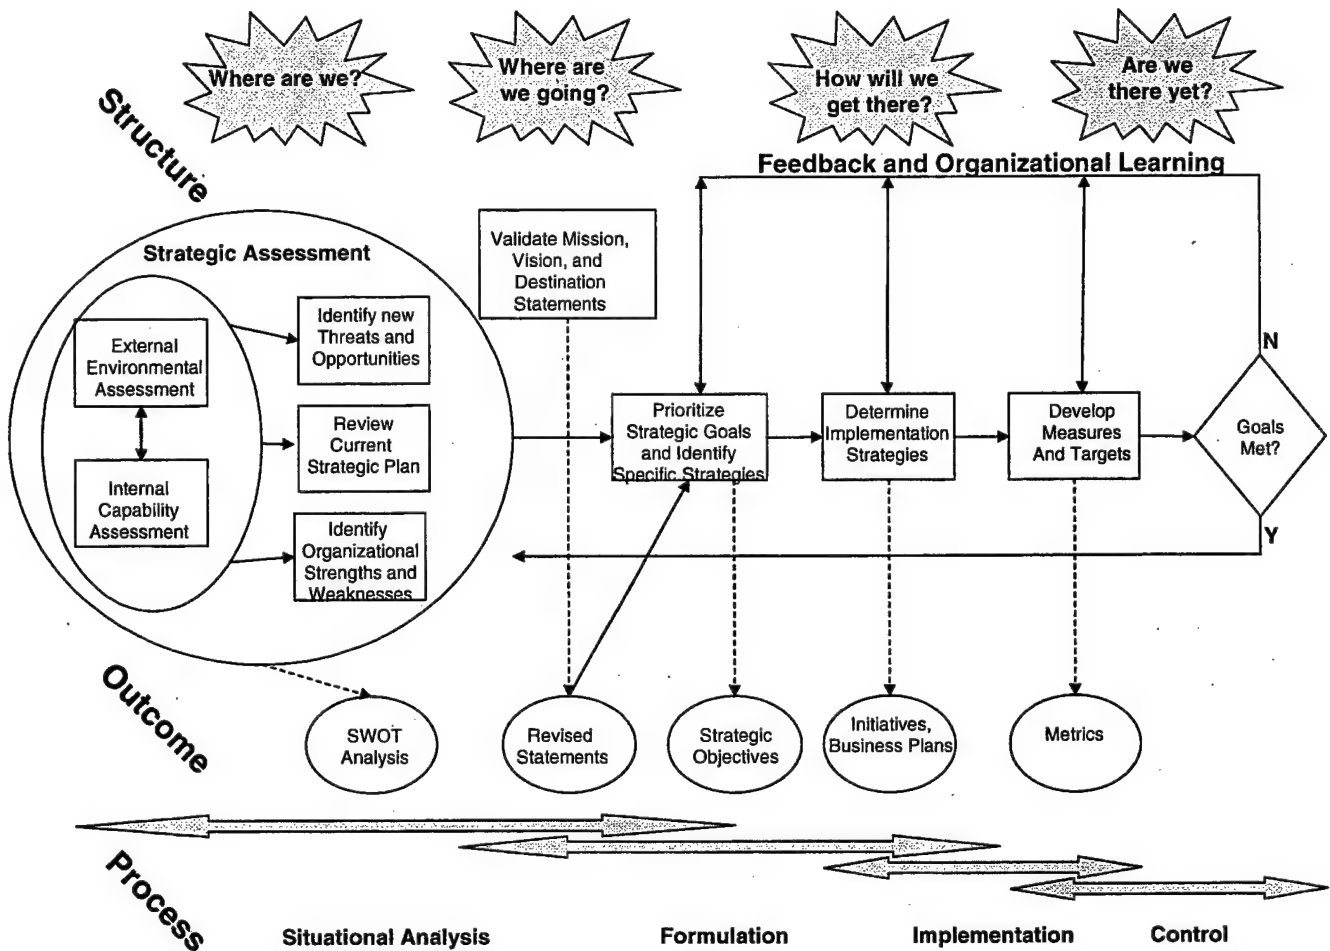 Where are we?
Where are
we going?
How will we
get there?
Are we
there yet?
Structure
Feedback and Organizational Learning
Strategic Assessment
External
Environmental
Assessment
Internal
Capability
Assessment
Identify new
Threats and
Opportunities
Review
Current
Strategic Plan
Identify
Organizational
Strengths and
Weaknesses
Validate Mission,
Vision, and
Destination
Statements
Prioritize
Strategic Goals
and Identify
Specific Strategies
Determine
Implementation
Strategies
Develop
Measures
And Targets
Goals
Met?
N
Y
Outcome
SWOT
Analysis
Revised
Statements
Strategic
Objectives
Initiatives,
Business Plans
Metrics
Process
Situational Analysis
Formulation
Implementation
Control